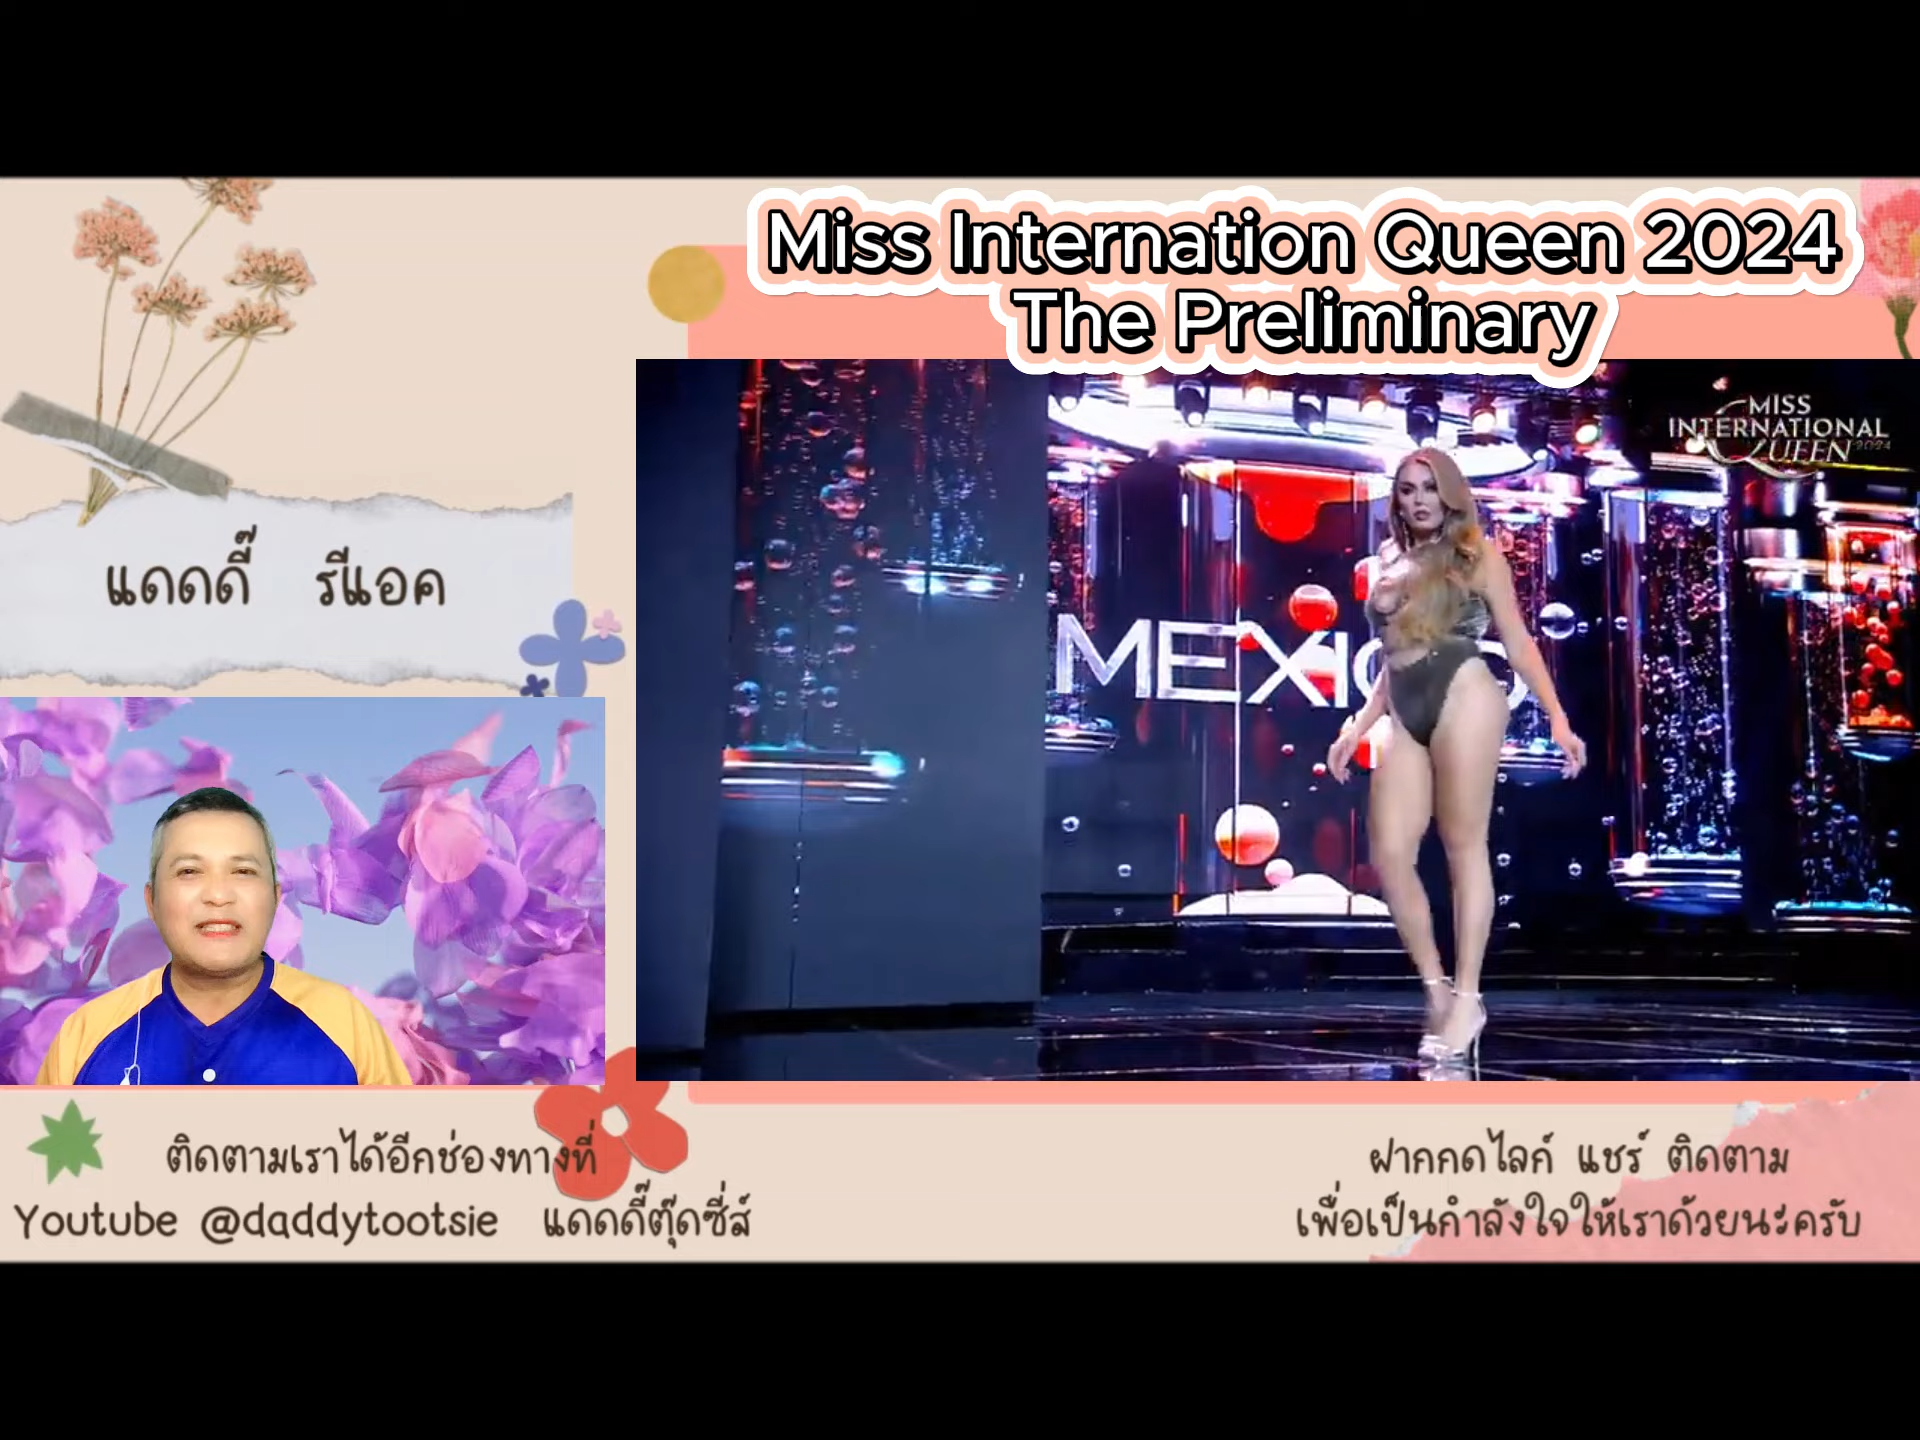 Miss Internation Queen 2024
The Preliminary
MISS
INTERNATIONAL
QUEEN 2024
แดดดี๊ รีแอค
MEXICO
ติดตามเราได้อีกช่องทางที่
Youtube @daddytootsie แดดดี๊ตุ๊ดซี่ส์
ฝากกดไลก์ แชร์ ติดตาม
เพื่อเป็นกำลังใจให้เราด้วยนะครับ